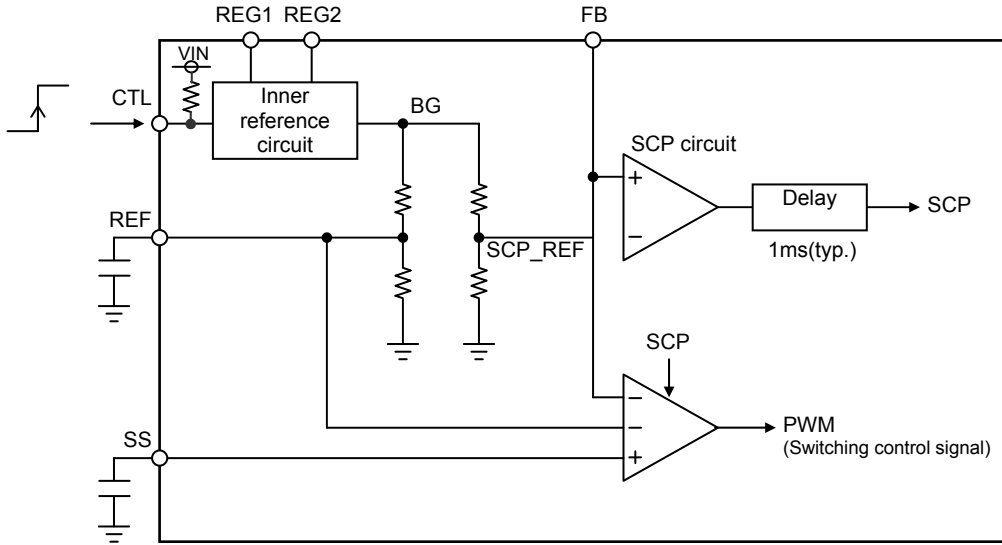 REG1
REG2
FB
VIN
CTL
Inner
reference
circuit
BG
SCP circuit
+
−
Delay
SCP
1ms(typ.)
REF
SCP_REF
SCP
−
−
+
PWM
(Switching control signal)
SS